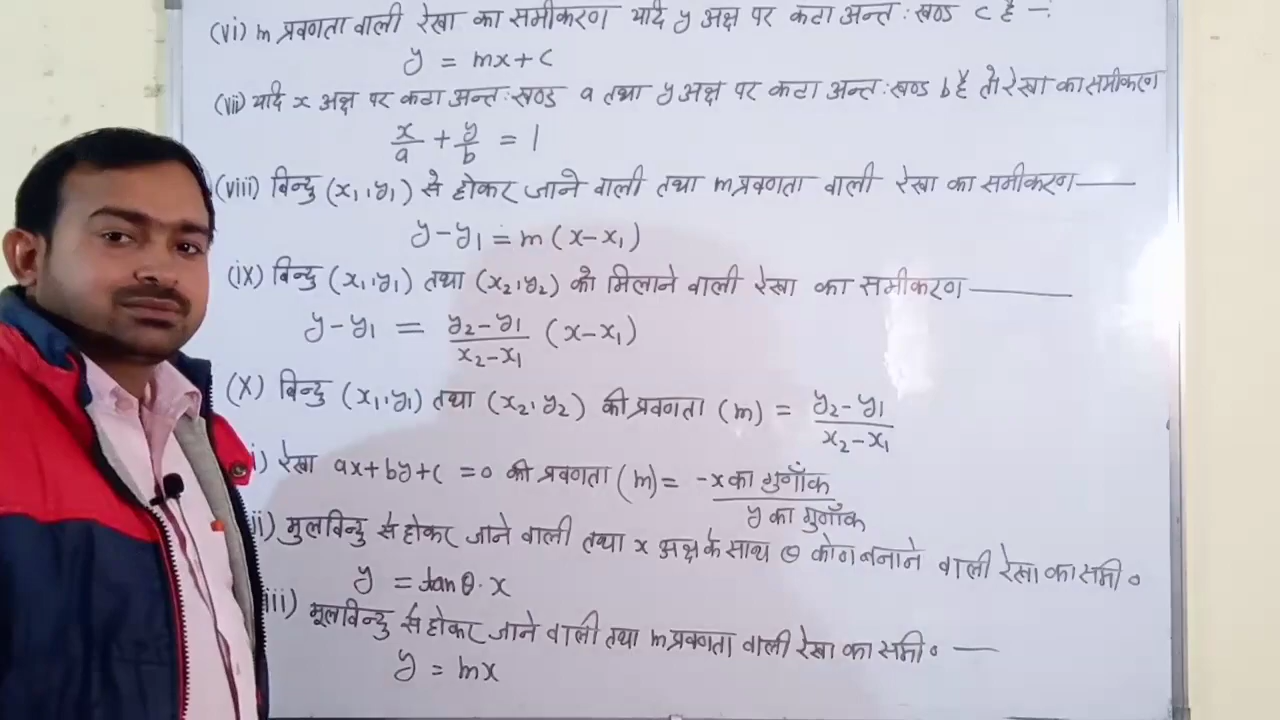 (vi) m प्रवणता वाली रेखा का समीकरण यदि y अक्ष पर कटा अन्त:खण्ड c है –:
y = mx+c
(vii) यदि x अक्ष पर कटा अन्त:खण्ड a तथा y अक्ष पर कटा अन्त:खण्ड b है तो रेखा का समीकरण
x/a + y/b = 1
(viii) बिन्दु (x₁,y₁) से होकर जाने वाली तथा m प्रवणता वाली रेखा का समीकरण——
y-y₁ = m(x-x₁)
(ix) बिन्दु (x₁,y₁) तथा (x₂,y₂) को मिलाने वाली रेखा का समीकरण———
y-y₁ = y₂-y₁/x₂-x₁ (x-x₁)
(x) बिन्दु (x₁,y₁) तथा (x₂,y₂) की प्रवणता (m) = y₂-y₁/x₂-x₁
i) रेखा ax+by+c =0 की प्रवणता (m)= -x का गुणाँक/y का गुणाँक
ii) मुलबिन्दु से होकर जाने वाली तथा x अक्ष के साथ θ कोण बनाने वाली रेखा का समी०
y = tanθ.x
iii) मूलबिन्दु से होकर जाने वाली तथा m प्रवणता वाली रेखा का समी० —
y = mx